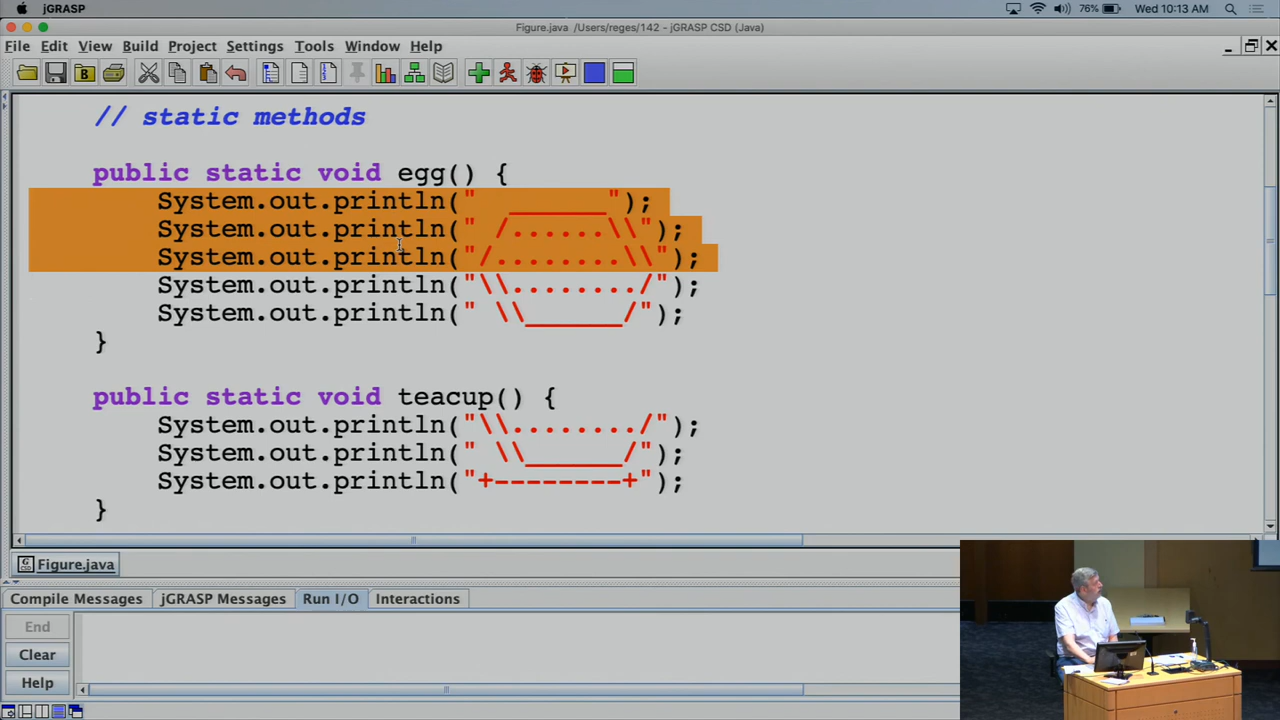 jGRASP 76% Wed 10:13 AM
Figure.java /Users/reges/142 - jGRASP CSD (Java)
File Edit View Build Project Settings Tools Window Help
B
// static methods
public static void egg() {
System.out.println("  ______");
System.out.println(" /......\\");
System.out.println("/........\\");
System.out.println("\\......../");
System.out.println(" \\______/");
}
public static void teacup() {
System.out.println("\\......../");
System.out.println(" \\______/");
System.out.println("+--------+");
}
Figure.java
Compile Messages jGRASP Messages Run I/O Interactions
End
Clear
Help